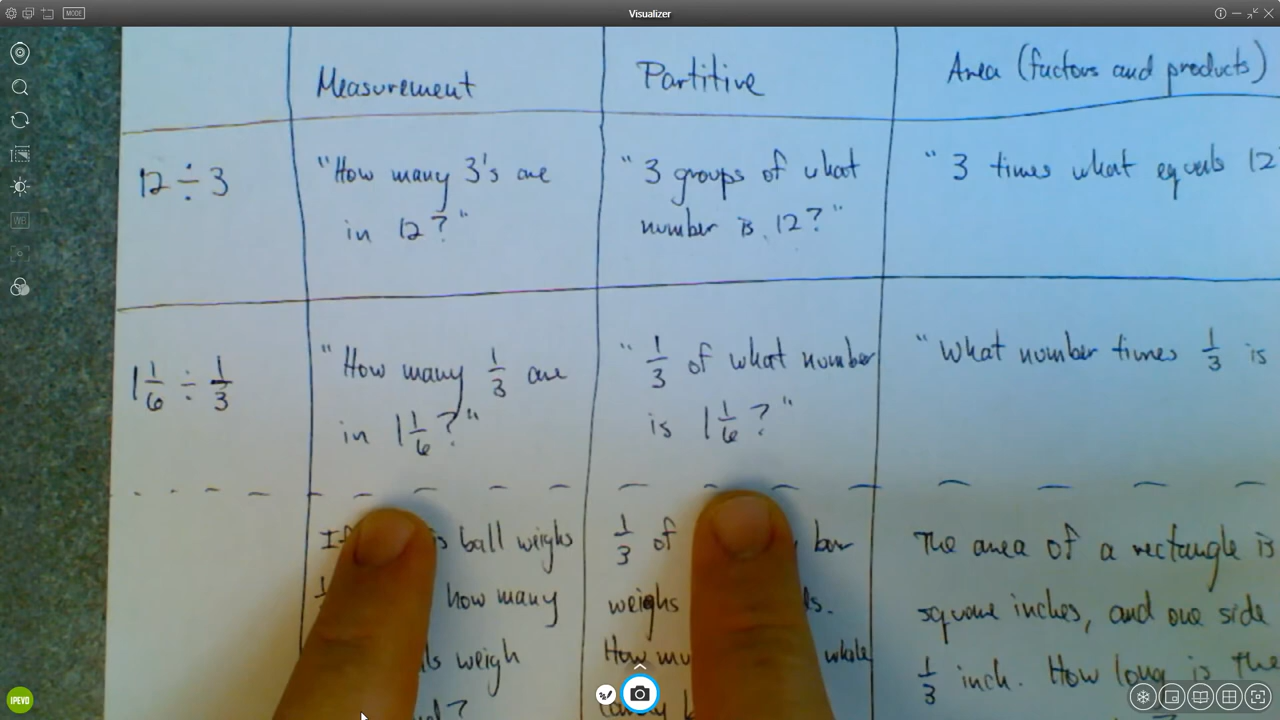 MODE
Visualizer
Measurement
Partitive
Area (factors and products)
12 ÷ 3
"How many 3's are
in 12?"
"3 groups of what
number is 12?"
"3 times what equals 12
1 1/6 ÷ 1/3
"How many 1/3 are
in 1 1/6?"
"1/3 of what number
is 1 1/6?"
"What number times 1/3 is
ball weighs
how many
weigh
1/3 of
weighs
How
whole
The area of a rectangle is
square inches, and one side
1/3 inch. How long is the
IPEVO